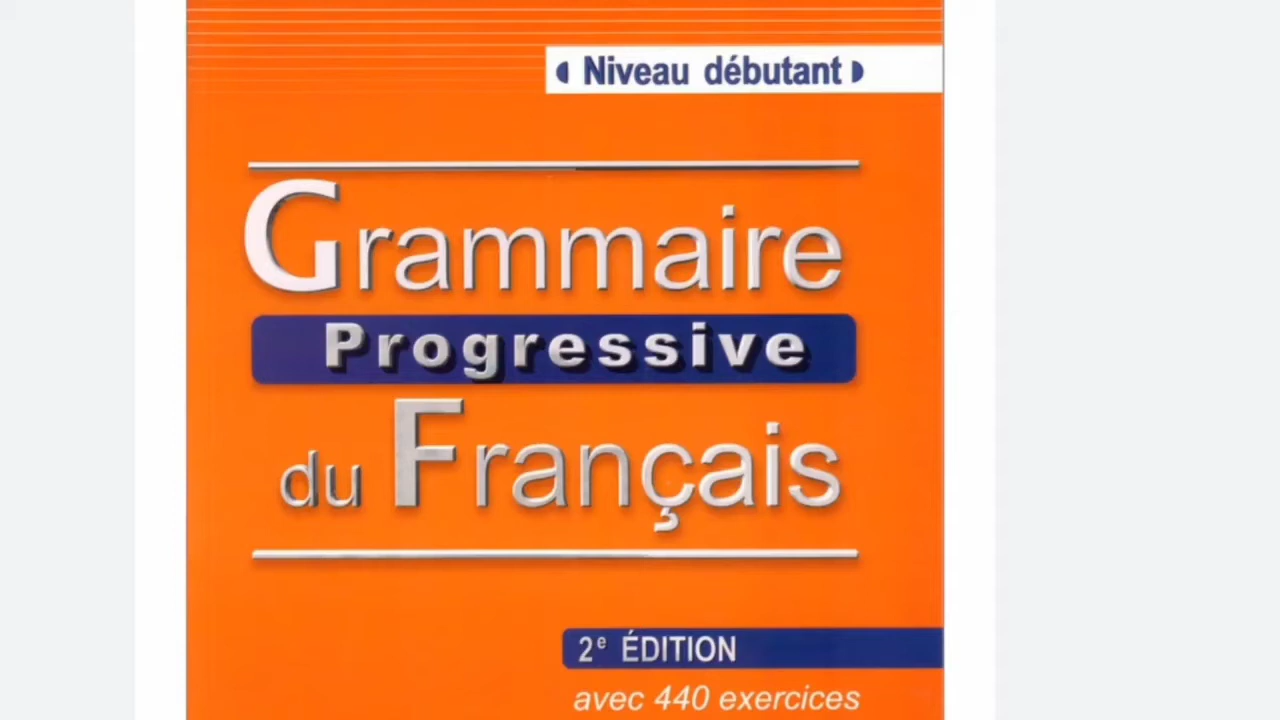 Niveau débutant
Grammaire
Progressive
du Français
2e ÉDITION
avec 440 exercices